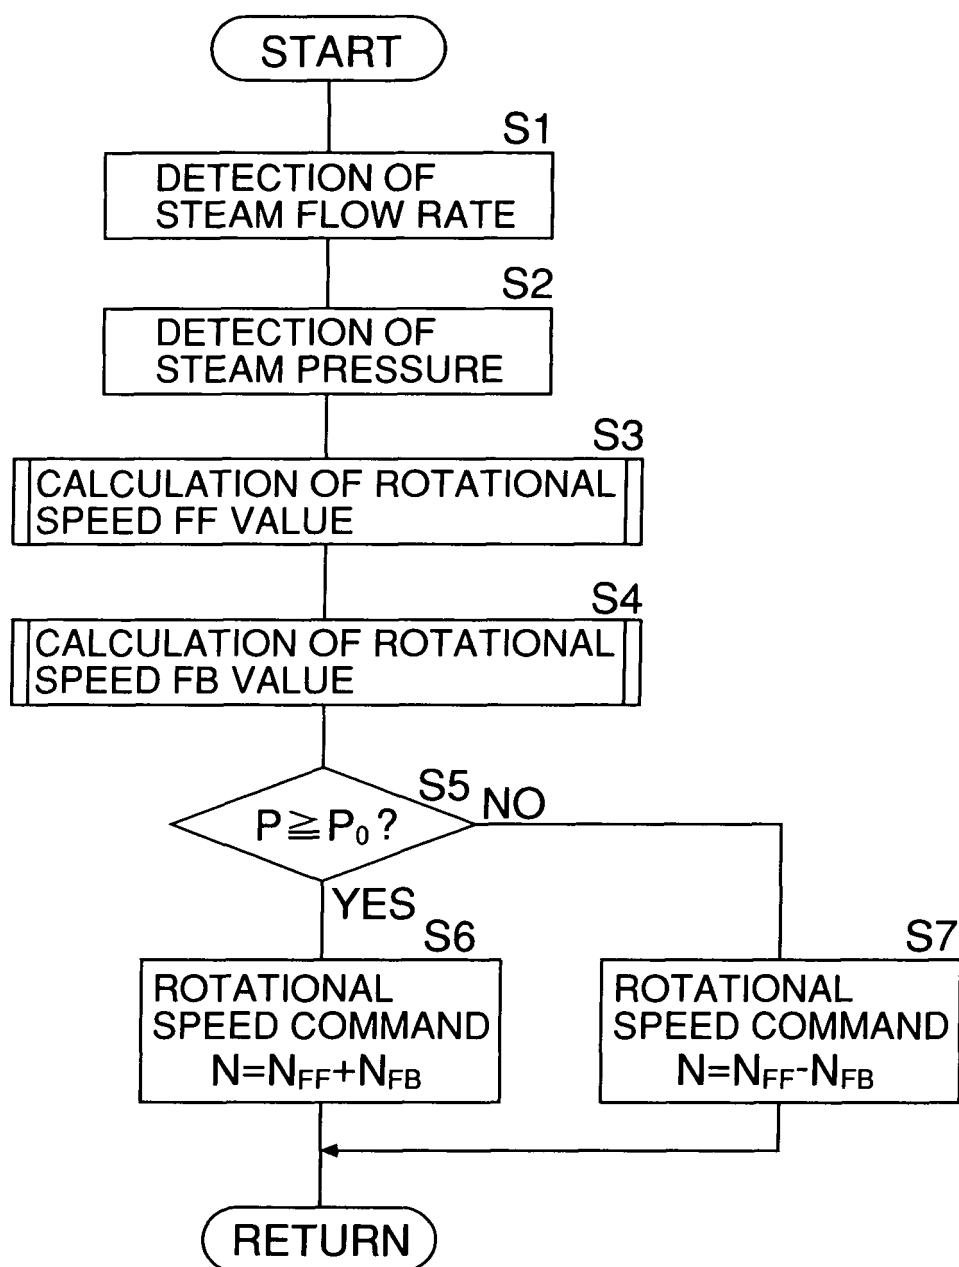 START
S1
DETECTION OF
STEAM FLOW RATE
S2
DETECTION OF
STEAM PRESSURE
S3
CALCULATION OF ROTATIONAL
SPEED FF VALUE
S4
CALCULATION OF ROTATIONAL
SPEED FB VALUE
S5
P≧P₀?
NO
YES
S6
ROTATIONAL
SPEED COMMAND
N=N_FF+N_FB
S7
ROTATIONAL
SPEED COMMAND
N=N_FF-N_FB
RETURN